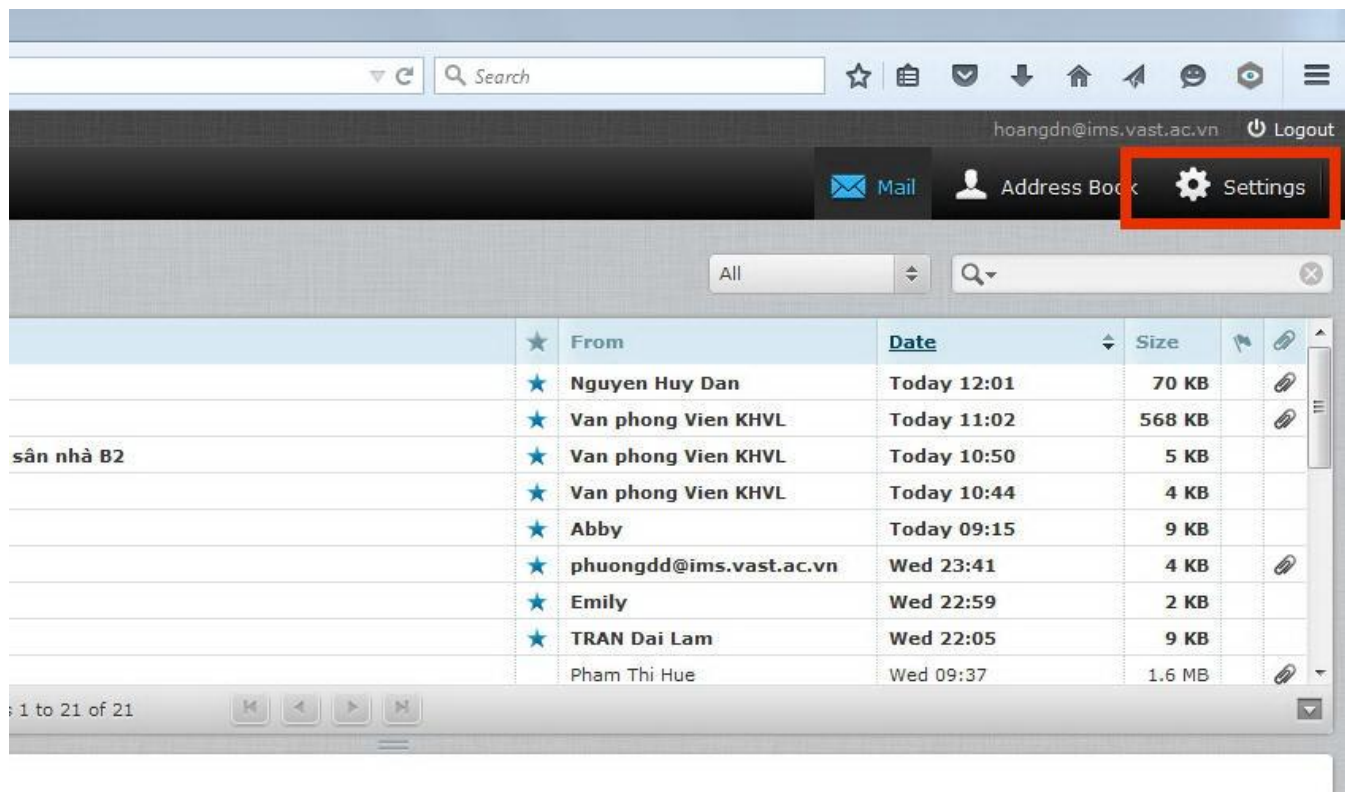 Search
hoangdn@ims.vast.ac.vn Logout
Mail Address Book Settings
All
From Date Size
Nguyen Huy Dan Today 12:01 70 KB
Van phong Vien KHVL Today 11:02 568 KB
sân nhà B2 Van phong Vien KHVL Today 10:50 5 KB
Van phong Vien KHVL Today 10:44 4 KB
Abby Today 09:15 9 KB
phuongdd@ims.vast.ac.vn Wed 23:41 4 KB
Emily Wed 22:59 2 KB
TRAN Dai Lam Wed 22:05 9 KB
Pham Thi Hue Wed 09:37 1.6 MB
1 to 21 of 21